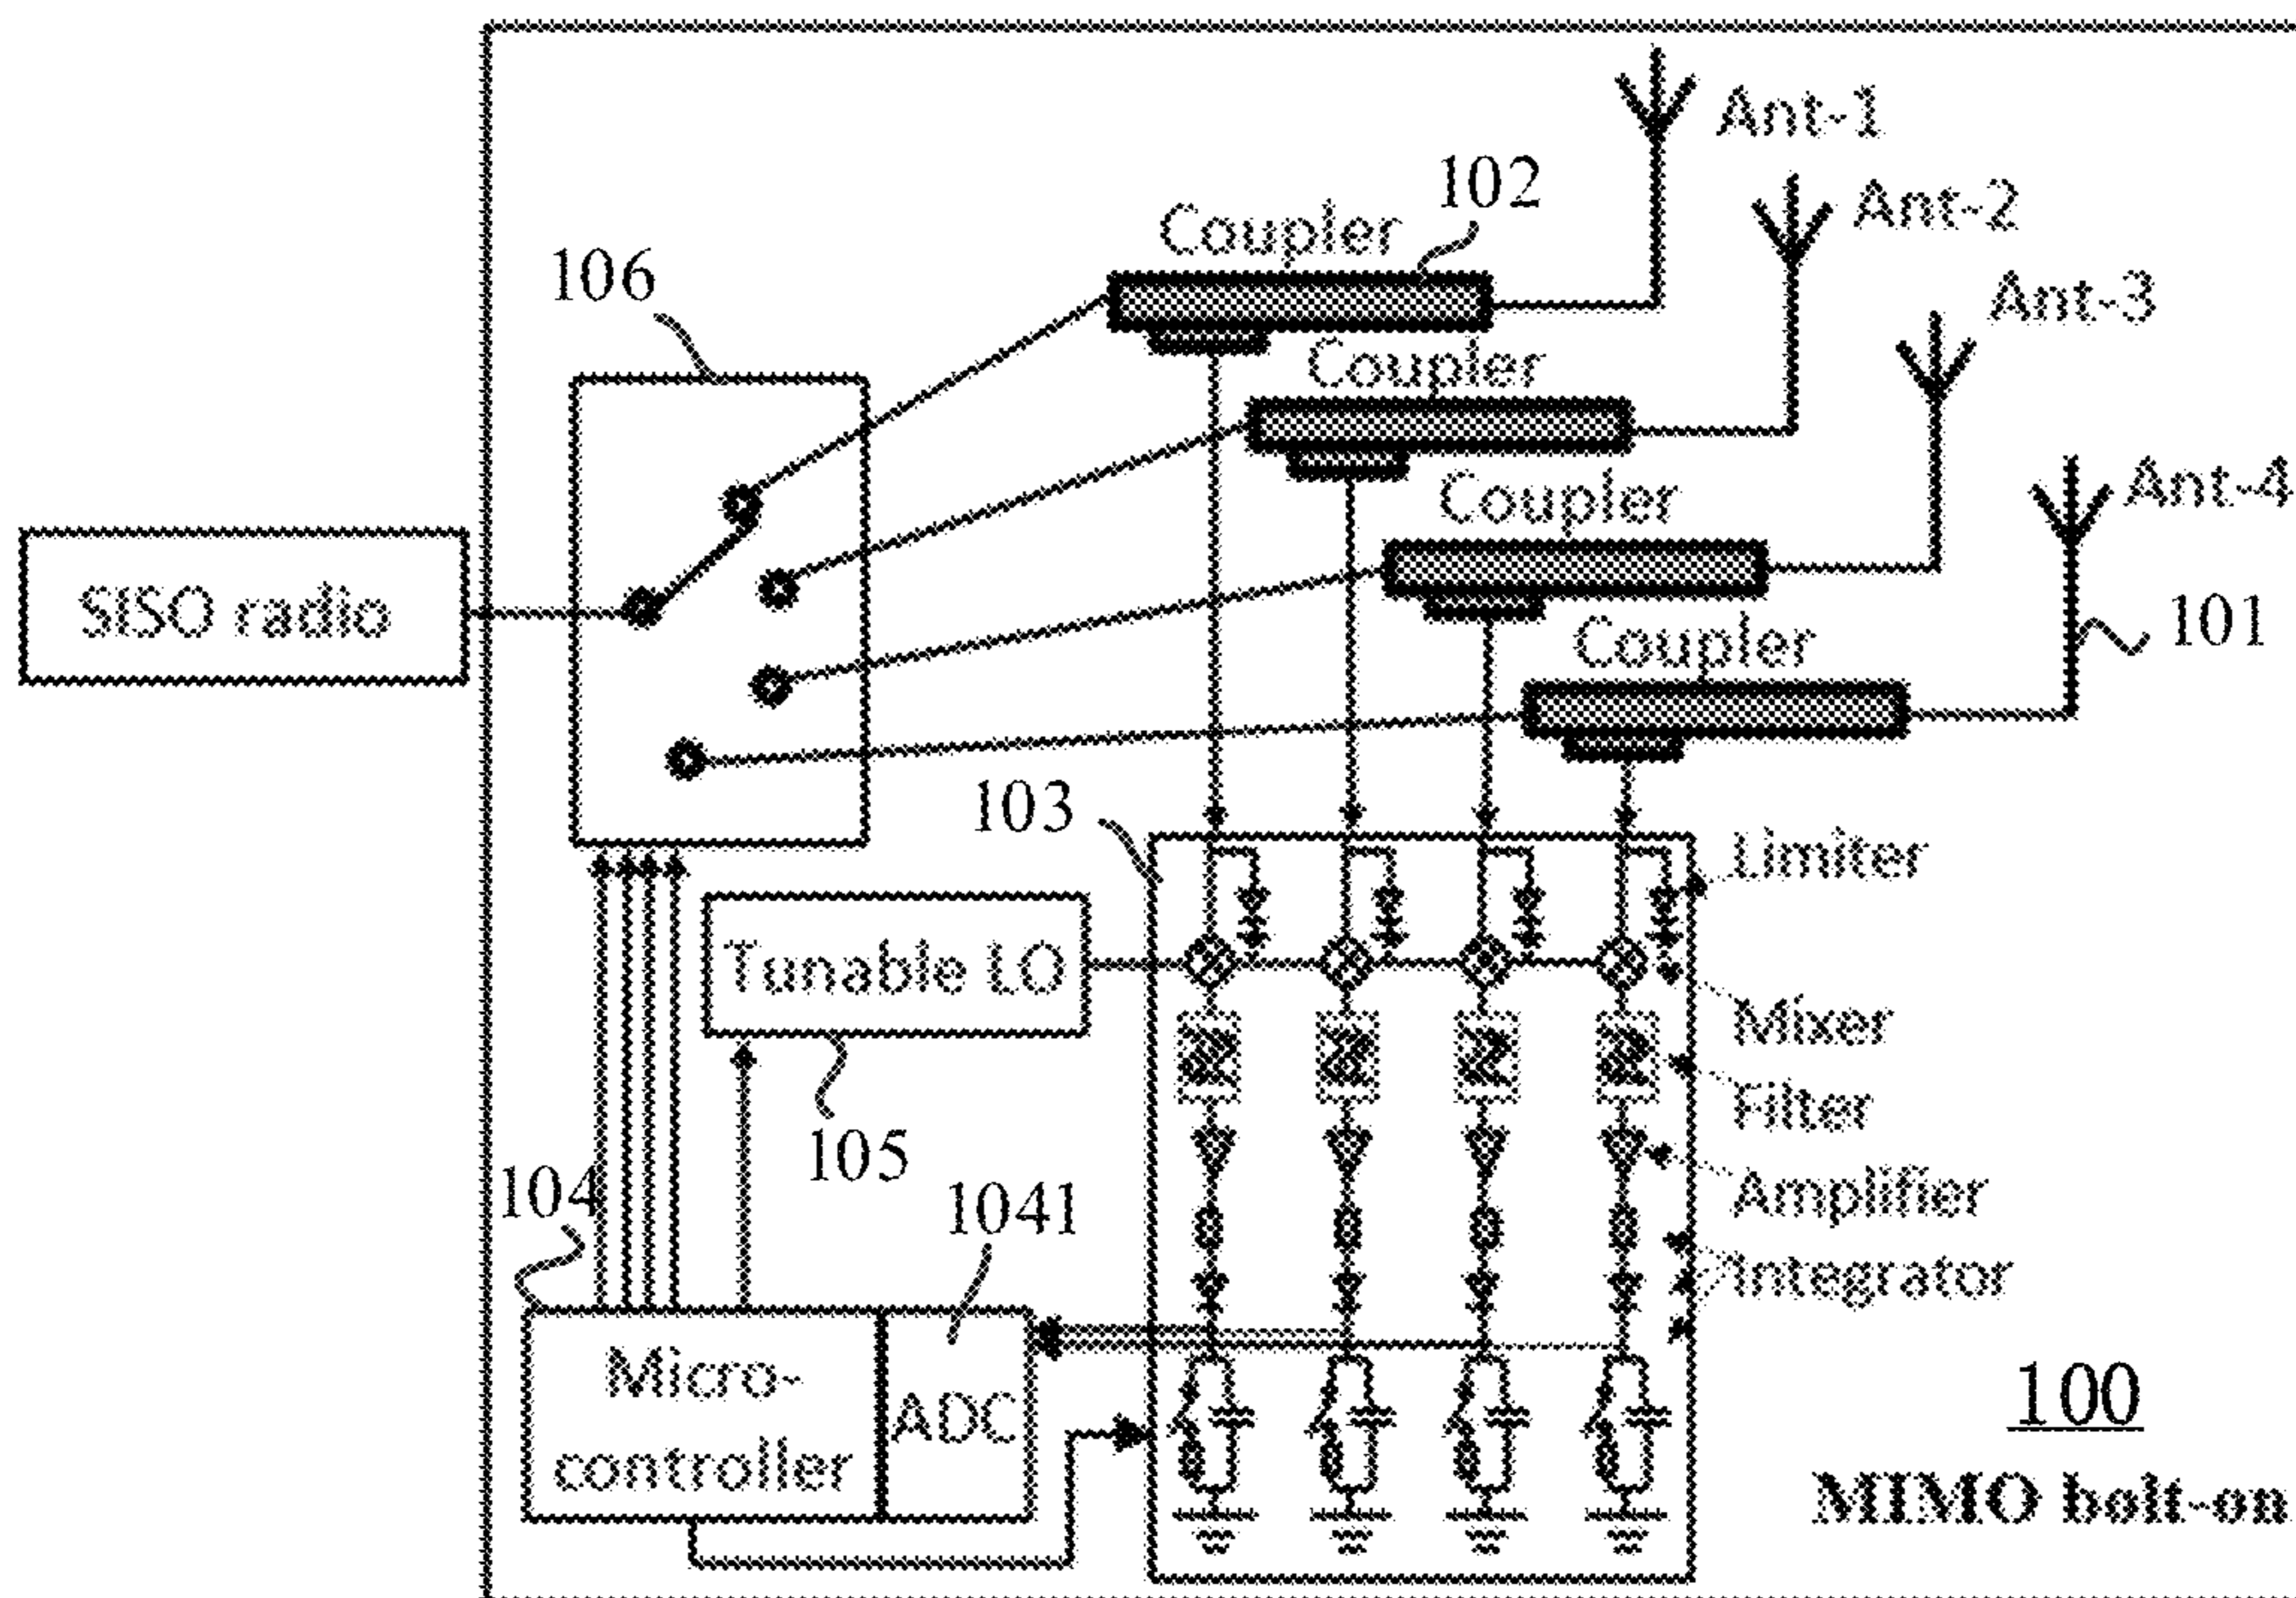 Ant-1
102
Coupler
Ant-2
106
Ant-3
Coupler
Ant-4
Coupler
SISO radio
101
Coupler
103
Limiter
Tunable LO
Mixer
Filter
105
104
1041
Amplifier
Integrator
Micro-
controller
ADC
100
MIMO bolt-on